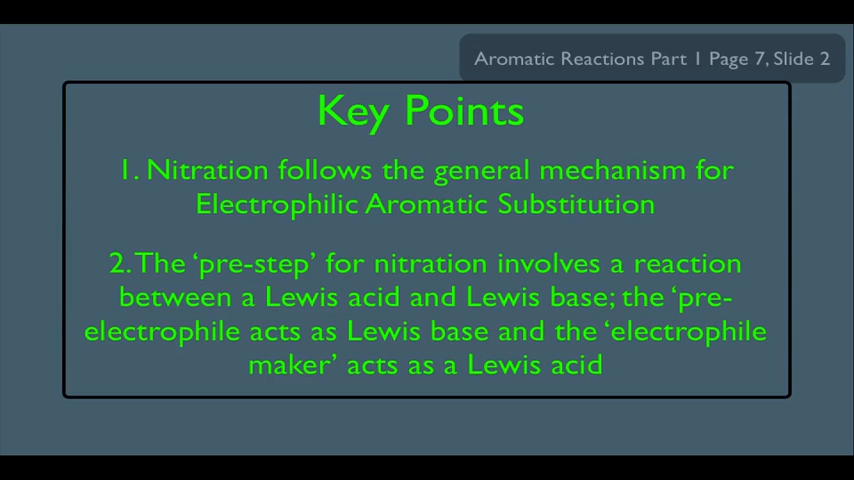 Aromatic Reactions Part 1 Page 7, Slide 2
Key Points
1. Nitration follows the general mechanism for
Electrophilic Aromatic Substitution
2. The ‘pre-step’ for nitration involves a reaction
between a Lewis acid and Lewis base; the ‘pre-
electrophile acts as Lewis base and the ‘electrophile
maker’ acts as a Lewis acid